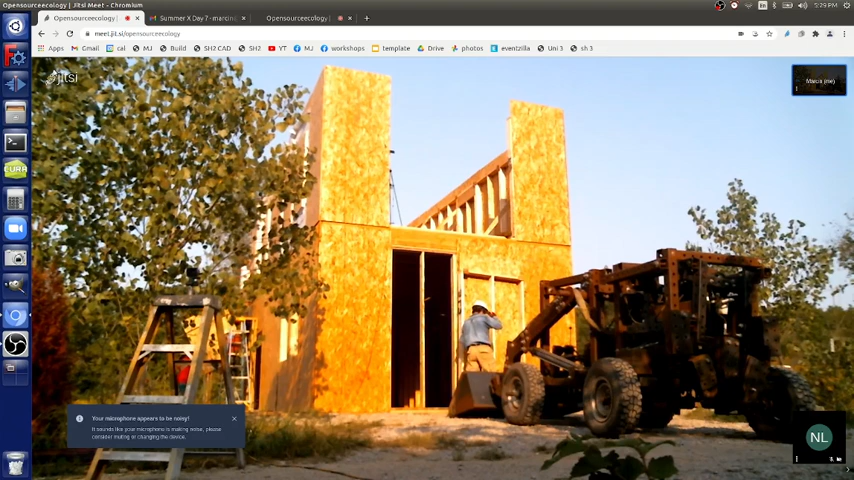 Opensourceecology | Jitsi Meet - Chromium
En
5:29 PM
Opensourceecology |
Summer X Day 7 - marcin
Opensourceecology |
meet.jit.si/opensourceecology
Apps
Gmail
cal
MJ
Build
SH2 CAD
SH2
YT
MJ
workshops
template
Drive
photos
eventzilla
Uni 3
sh 3
jitsi
Marcin (me)
CURA
Your microphone appears to be noisy!
It sounds like your microphone is making noise, please
consider muting or changing the device.
NL